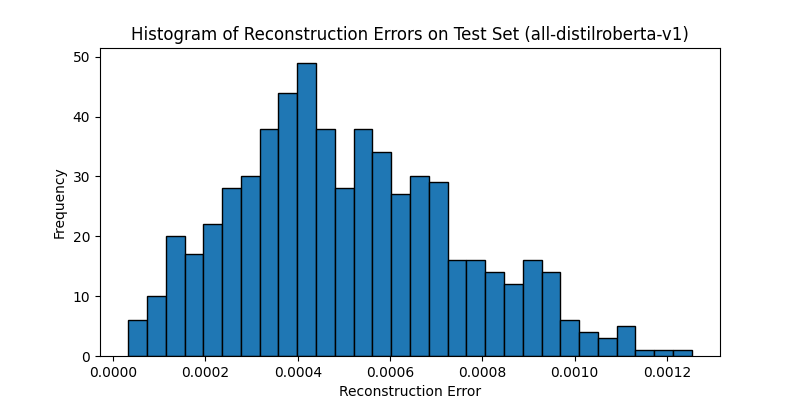 Histogram of Reconstruction Errors on Test Set (all-distilroberta-v1)
50
40
30
20
10
0
Frequency
0.0000 0.0002 0.0004 0.0006 0.0008 0.0010 0.0012
Reconstruction Error